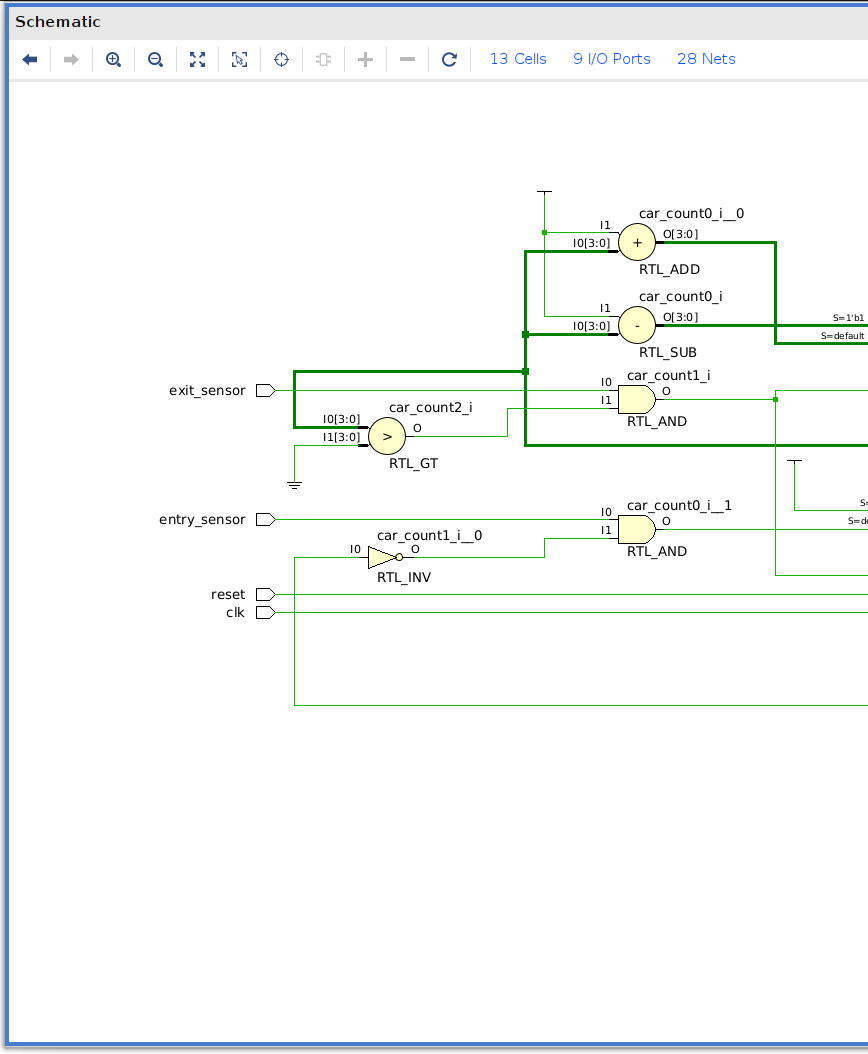 Schematic
13 Cells 9 I/O Ports 28 Nets
car_count0_i__0
I1
I0[3:0]
+
O[3:0]
RTL_ADD
car_count0_i
I1
I0[3:0]
-
O[3:0]
RTL_SUB
S=1'b1
S=default
car_count1_i
exit_sensor
I0
I1
O
RTL_AND
car_count2_i
I0[3:0]
I1[3:0]
>
O
RTL_GT
car_count0_i__1
entry_sensor
I0
I1
O
RTL_AND
S=
S=de
car_count1_i__0
I0
O
RTL_INV
reset
clk